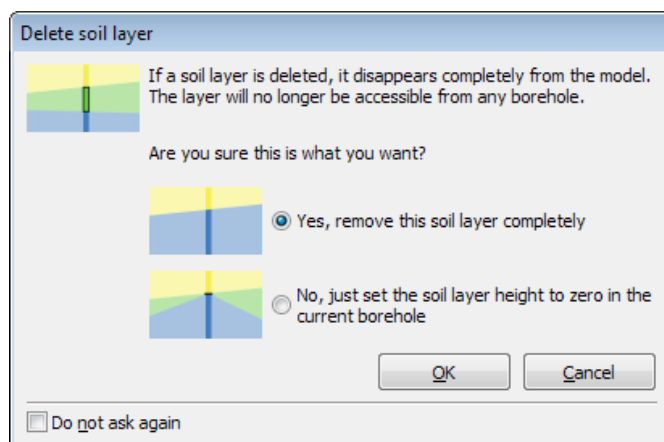 Delete soil layer
If a soil layer is deleted, it disappears completely from the model.
The layer will no longer be accessible from any borehole.
Are you sure this is what you want?
Yes, remove this soil layer completely
No, just set the soil layer height to zero in the
current borehole
OK
Cancel
Do not ask again